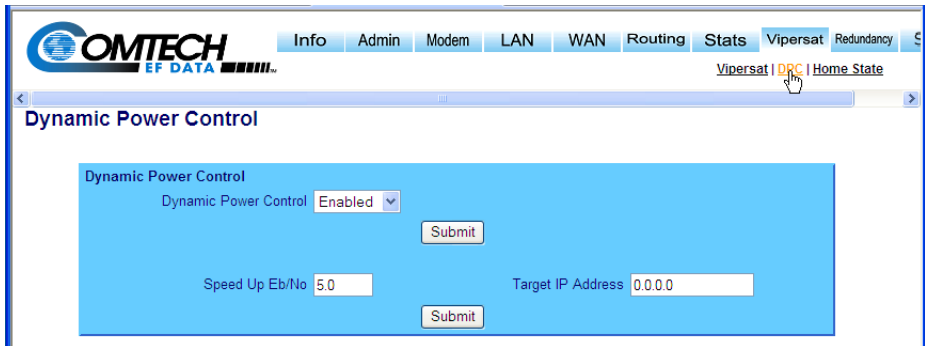 COMTECH
EF DATA
Info Admin Modem LAN WAN Routing Stats Vipersat Redundancy S
Vipersat | DPC | Home State
Dynamic Power Control
Dynamic Power Control
Dynamic Power Control Enabled
Submit
Speed Up Eb/No 5.0 Target IP Address 0.0.0.0
Submit